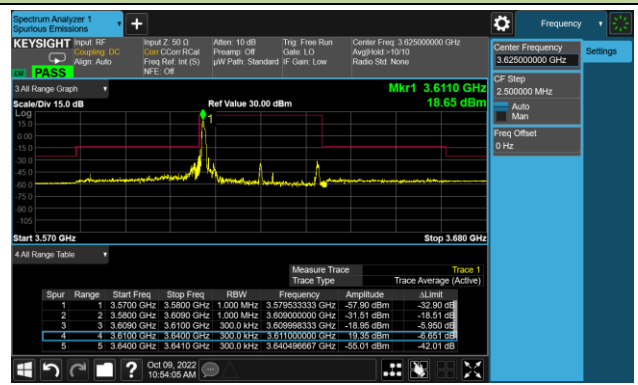 Spectrum Analyzer 1
Spurious Emissions
+
Frequency
KEYSIGHT Input: RF Input Z: 50 Ω Atten: 10 dB Trig: Free Run Center Freq: 3.625000000 GHz
Coupling: DC Corr CCorr RCal Preamp: Off Gate: LO Avg|Hold:>10/10
Align: Auto Freq Ref: Int (S) µW Path: Standard IF Gain: Low Radio Std: None
NFE: Off
LXI PASS
Center Frequency
3.625000000 GHz
Settings
CF Step
2.500000 MHz
Auto
Man
Freq Offset
0 Hz
3 All Range Graph
Mkr1 3.6110 GHz
Scale/Div 15.0 dB Ref Value 30.00 dBm 18.65 dBm
Log
1
15.0
0.00
-15.0
-30.0
-45.0
-60.0
-75.0
-90.0
-105
Start 3.570 GHz Stop 3.680 GHz
4 All Range Table
Measure Trace Trace 1
Trace Type Trace Average (Active)
Spur Range Start Freq Stop Freq RBW Frequency Amplitude ΔLimit
1 1 3.5700 GHz 3.5800 GHz 1.000 MHz 3.579533333 GHz -57.90 dBm -32.90 dB
2 2 3.5800 GHz 3.6090 GHz 1.000 MHz 3.609000000 GHz -31.51 dBm -18.51 dB
3 3 3.6090 GHz 3.6100 GHz 300.0 kHz 3.609998333 GHz -18.95 dBm -5.950 dB
4 4 3.6100 GHz 3.6400 GHz 300.0 kHz 3.611000000 GHz 19.35 dBm -6.651 dB
5 5 3.6400 GHz 3.6410 GHz 300.0 kHz 3.640496667 GHz -55.01 dBm -42.01 dB
? Oct 09, 2022
10:54:05 AM